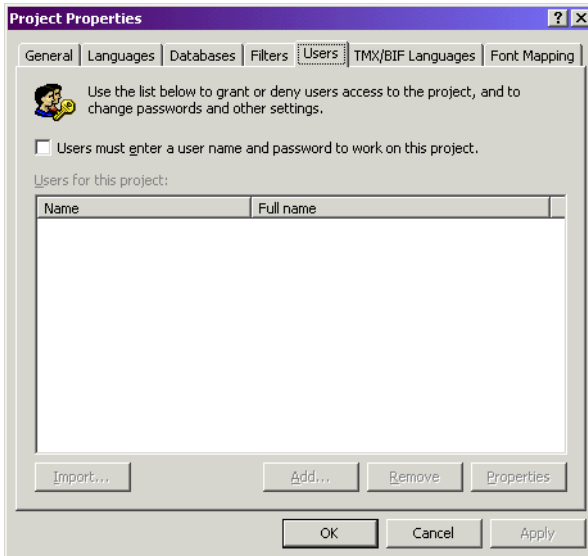 Project Properties
General Languages Databases Filters Users TMX/BIF Languages Font Mapping
Use the list below to grant or deny users access to the project, and to
change passwords and other settings.
Users must enter a user name and password to work on this project.
Users for this project:
Name Full name
Import... Add... Remove Properties
OK Cancel Apply